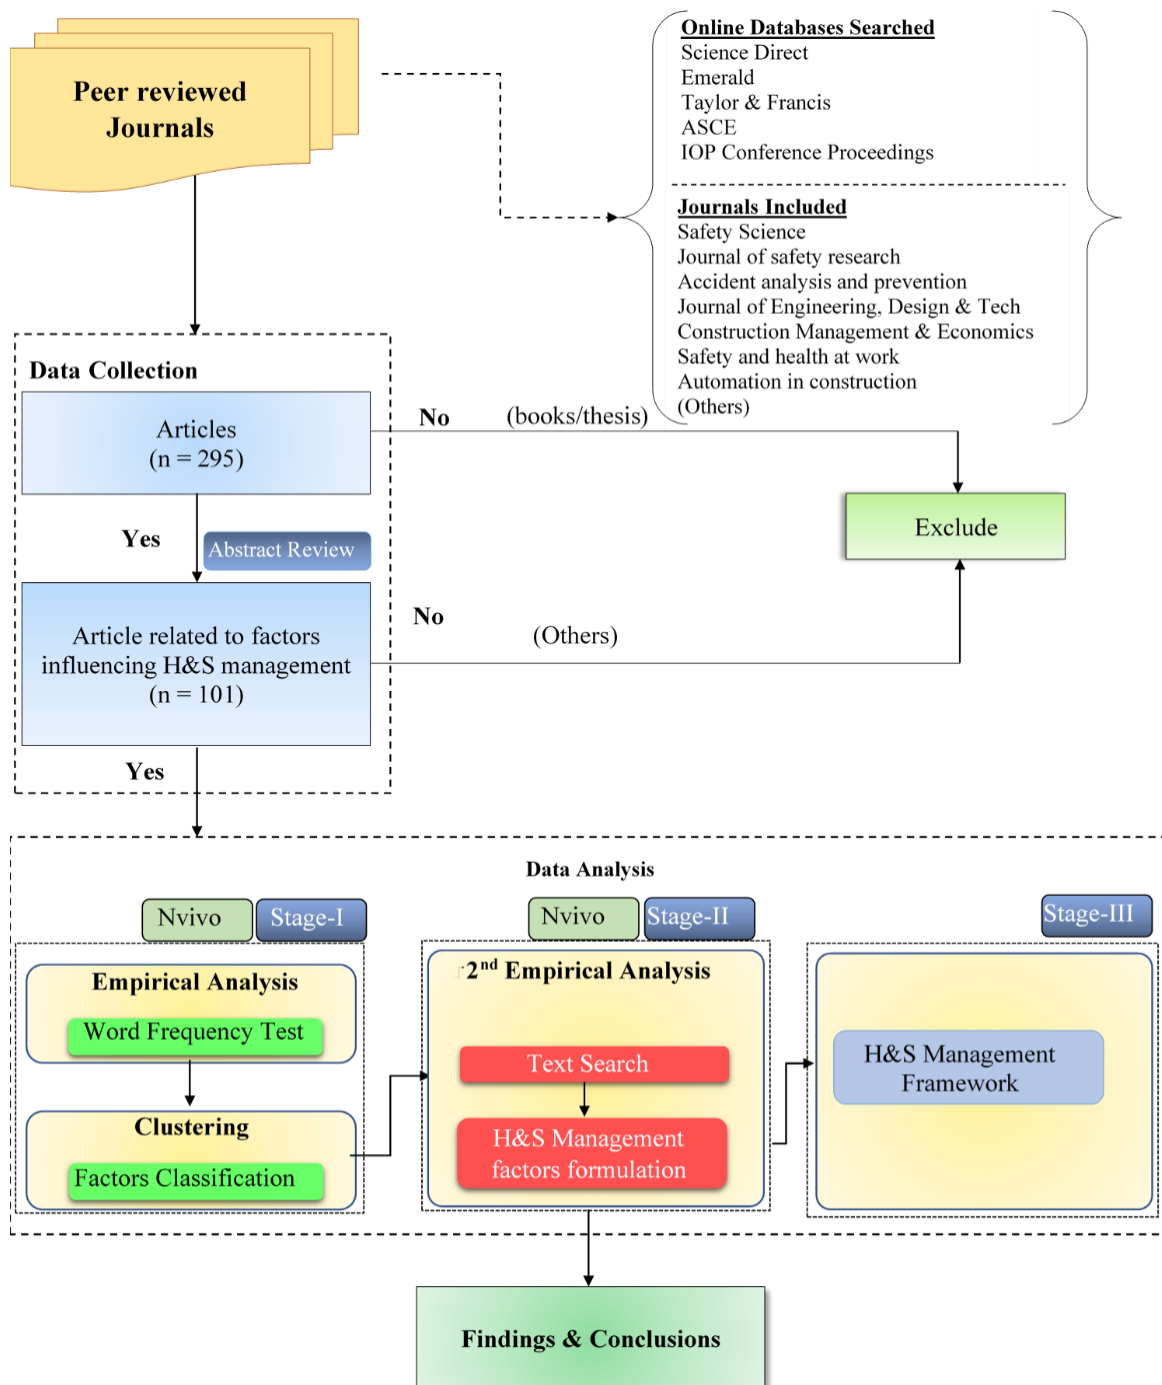 Peer reviewed
Journals
Online Databases Searched
Science Direct
Emerald
Taylor & Francis
ASCE
IOP Conference Proceedings
Journals Included
Safety Science
Journal of safety research
Accident analysis and prevention
Journal of Engineering, Design & Tech
Construction Management & Economics
Safety and health at work
Automation in construction
(Others)
Data Collection
Articles
(n = 295)
No
(books/thesis)
Exclude
Yes
Abstract Review
Article related to factors
influencing H&S management
(n = 101)
No
(Others)
Yes
Data Analysis
Nvivo
Stage-I
Nvivo
Stage-II
Stage-III
Empirical Analysis
Word Frequency Test
Clustering
Factors Classification
2nd Empirical Analysis
Text Search
H&S Management
factors formulation
H&S Management
Framework
Findings & Conclusions